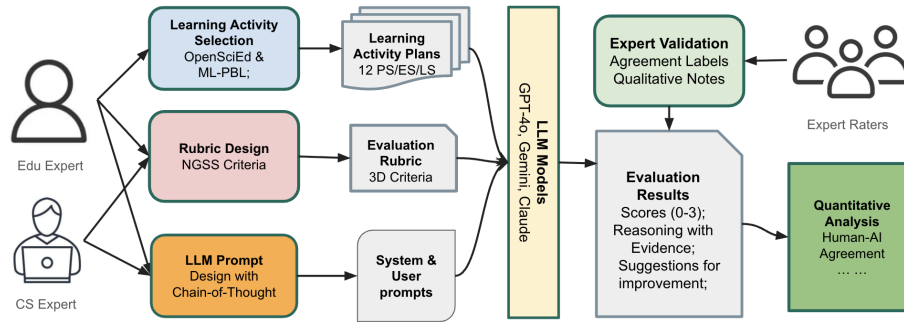 Edu Expert
CS Expert
Learning Activity
Selection
OpenSciEd &
ML-PBL;
Rubric Design
NGSS Criteria
LLM Prompt
Design with
Chain-of-Thought
Learning
Activity Plans
12 PS/ES/LS
Evaluation
Rubric
3D Criteria
System &
User
prompts
LLM Models
GPT-4o, Gemini, Claude
Expert Validation
Agreement Labels
Qualitative Notes
Expert Raters
Evaluation
Results
Scores (0-3);
Reasoning with
Evidence;
Suggestions for
improvement;
Quantitative
Analysis
Human-AI
Agreement
... ...